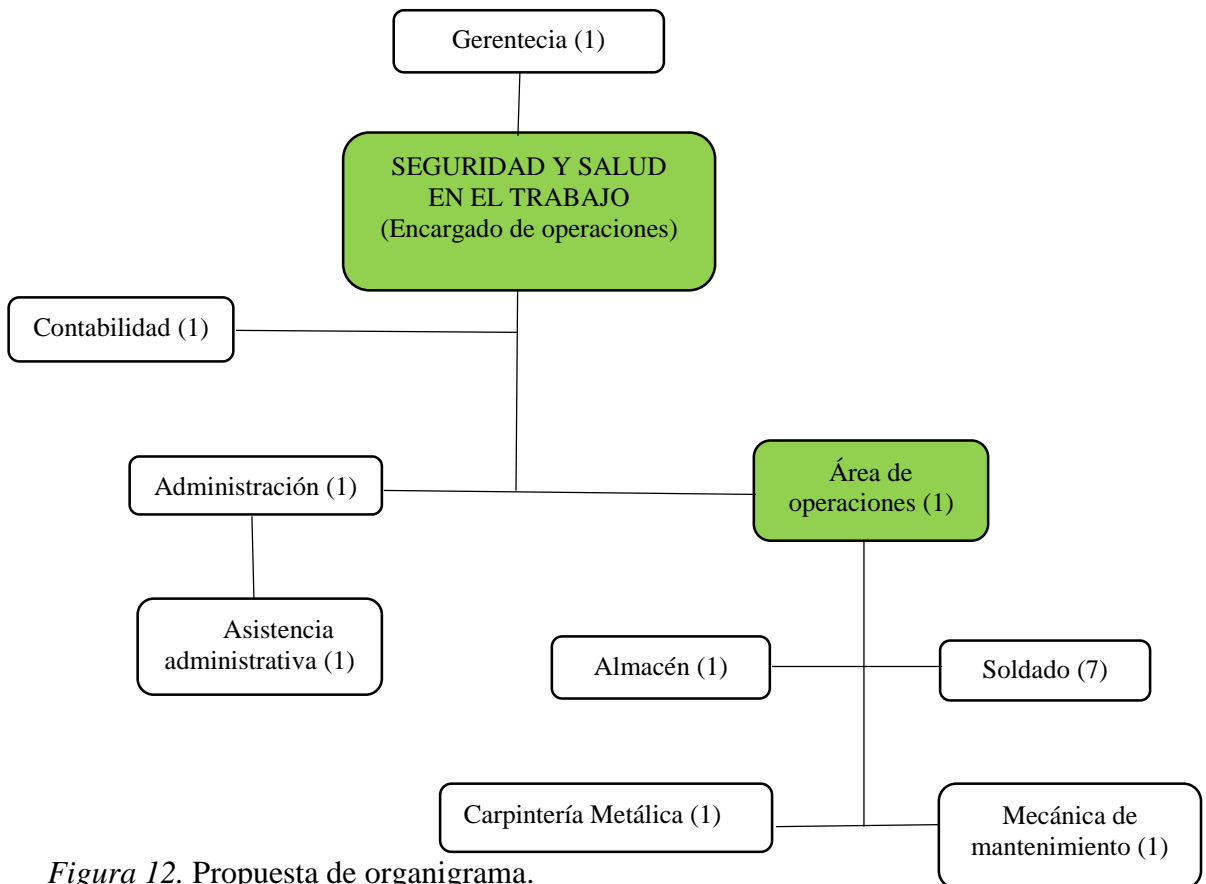 Gerentecia (1)
SEGURIDAD Y SALUD
EN EL TRABAJO
(Encargado de operaciones)
Contabilidad (1)
Administración (1)
Área de
operaciones (1)
Asistencia
administrativa (1)
Almacén (1)
Soldado (7)
Carpintería Metálica (1)
Mecánica de
mantenimiento (1)
Figura 12. Propuesta de organigrama.